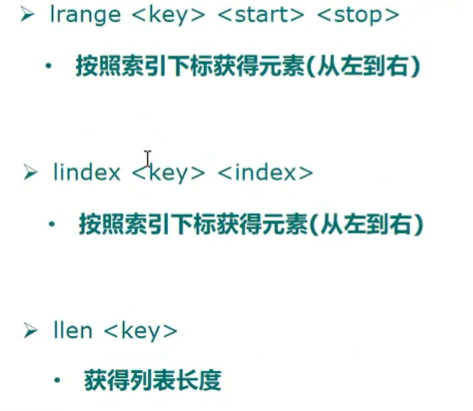 ➢ lrange <key> <start> <stop>
• 按照索引下标获得元素(从左到右)
➢ lindex <key> <index>
• 按照索引下标获得元素(从左到右)
➢ llen <key>
• 获得列表长度